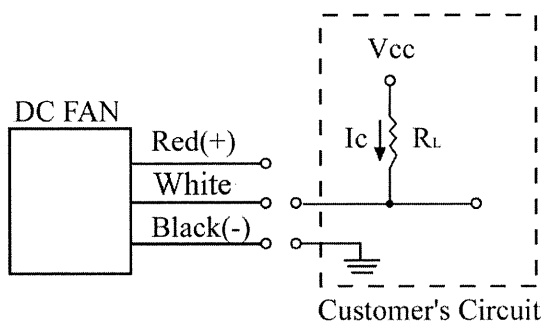 Vcc
DC FAN
Red(+)
Ic
RL
White
Black(-)
Customer's Circuit